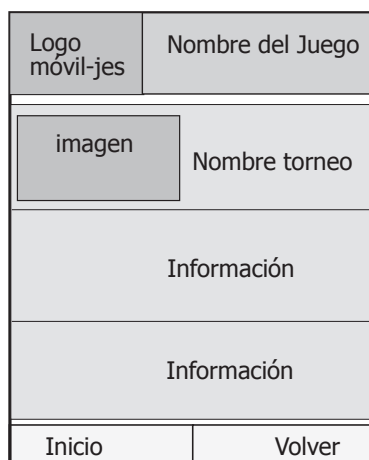 Logo
móvil-jes
Nombre del Juego
imagen
Nombre torneo
Información
Información
Inicio
Volver